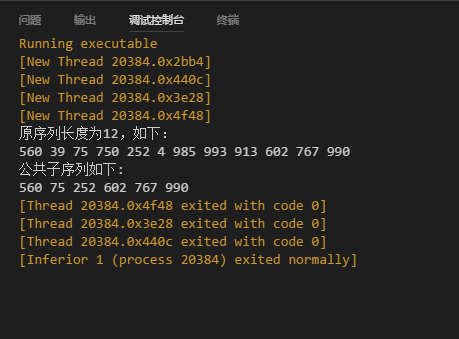 问题 输出 调试控制台 终端
Running executable
[New Thread 20384.0x2bb4]
[New Thread 20384.0x440c]
[New Thread 20384.0x3e28]
[New Thread 20384.0x4f48]
原序列长度为12，如下：
560 39 75 750 252 4 985 993 913 602 767 990
公共子序列如下：
560 75 252 602 767 990
[Thread 20384.0x4f48 exited with code 0]
[Thread 20384.0x3e28 exited with code 0]
[Thread 20384.0x440c exited with code 0]
[Inferior 1 (process 20384) exited normally]